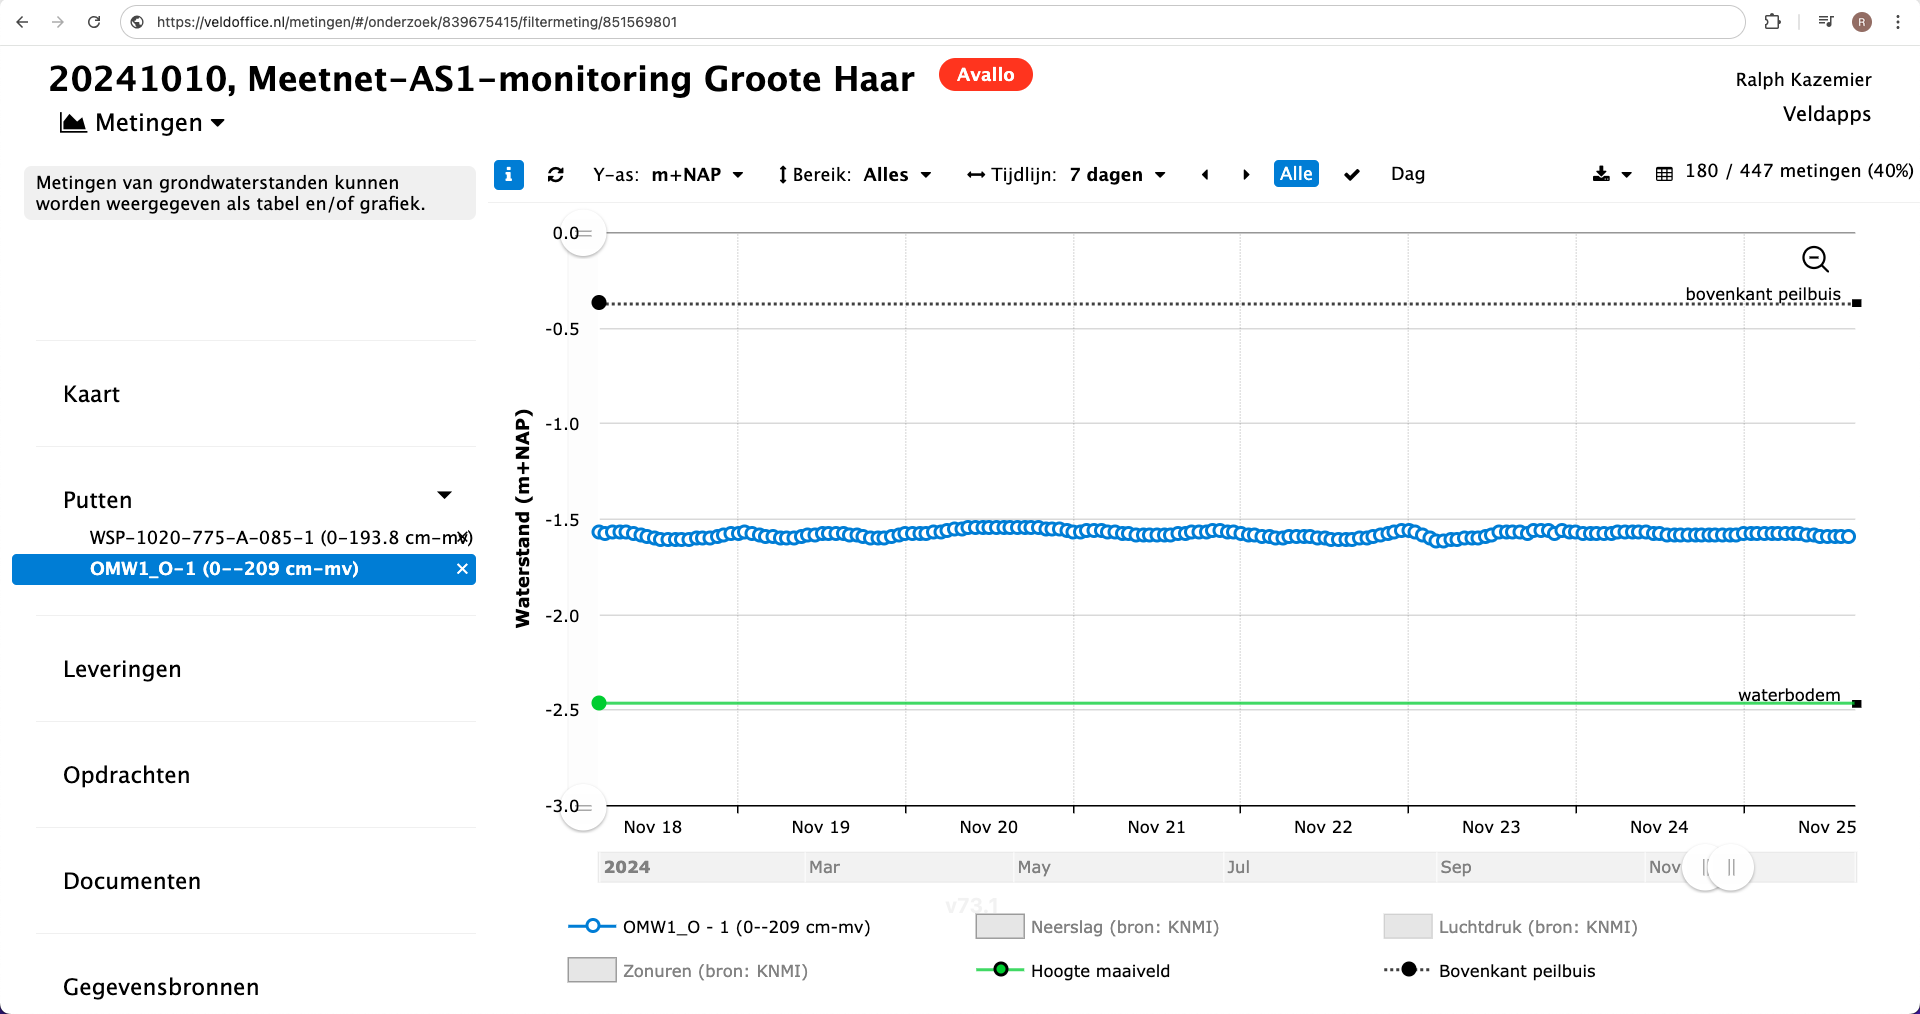 https://veldoffice.nl/metingen/#/onderzoek/839675415/filtermeting/851569801
R
20241010, Meetnet-AS1-monitoring Groote Haar
Avallo
Ralph Kazemier
Metingen
Veldapps
Metingen van grondwaterstanden kunnen
worden weergegeven als tabel en/of grafiek.
i
Y-as: m+NAP
Bereik: Alles
Tijdlijn: 7 dagen
Alle
Dag
180 / 447 metingen (40%)
Kaart
Putten
WSP-1020-775-A-085-1 (0-193.8 cm-mv)
OMW1_O-1 (0--209 cm-mv)
Leveringen
Opdrachten
Documenten
Gegevensbronnen
Waterstand (m+NAP)
0.0
-0.5
-1.0
-1.5
-2.0
-2.5
-3.0
bovenkant peilbuis
waterbodem
Nov 18
Nov 19
Nov 20
Nov 21
Nov 22
Nov 23
Nov 24
Nov 25
2024
Mar
May
Jul
Sep
Nov
v73.1
OMW1_O - 1 (0--209 cm-mv)
Neerslag (bron: KNMI)
Luchtdruk (bron: KNMI)
Zonuren (bron: KNMI)
Hoogte maaiveld
Bovenkant peilbuis